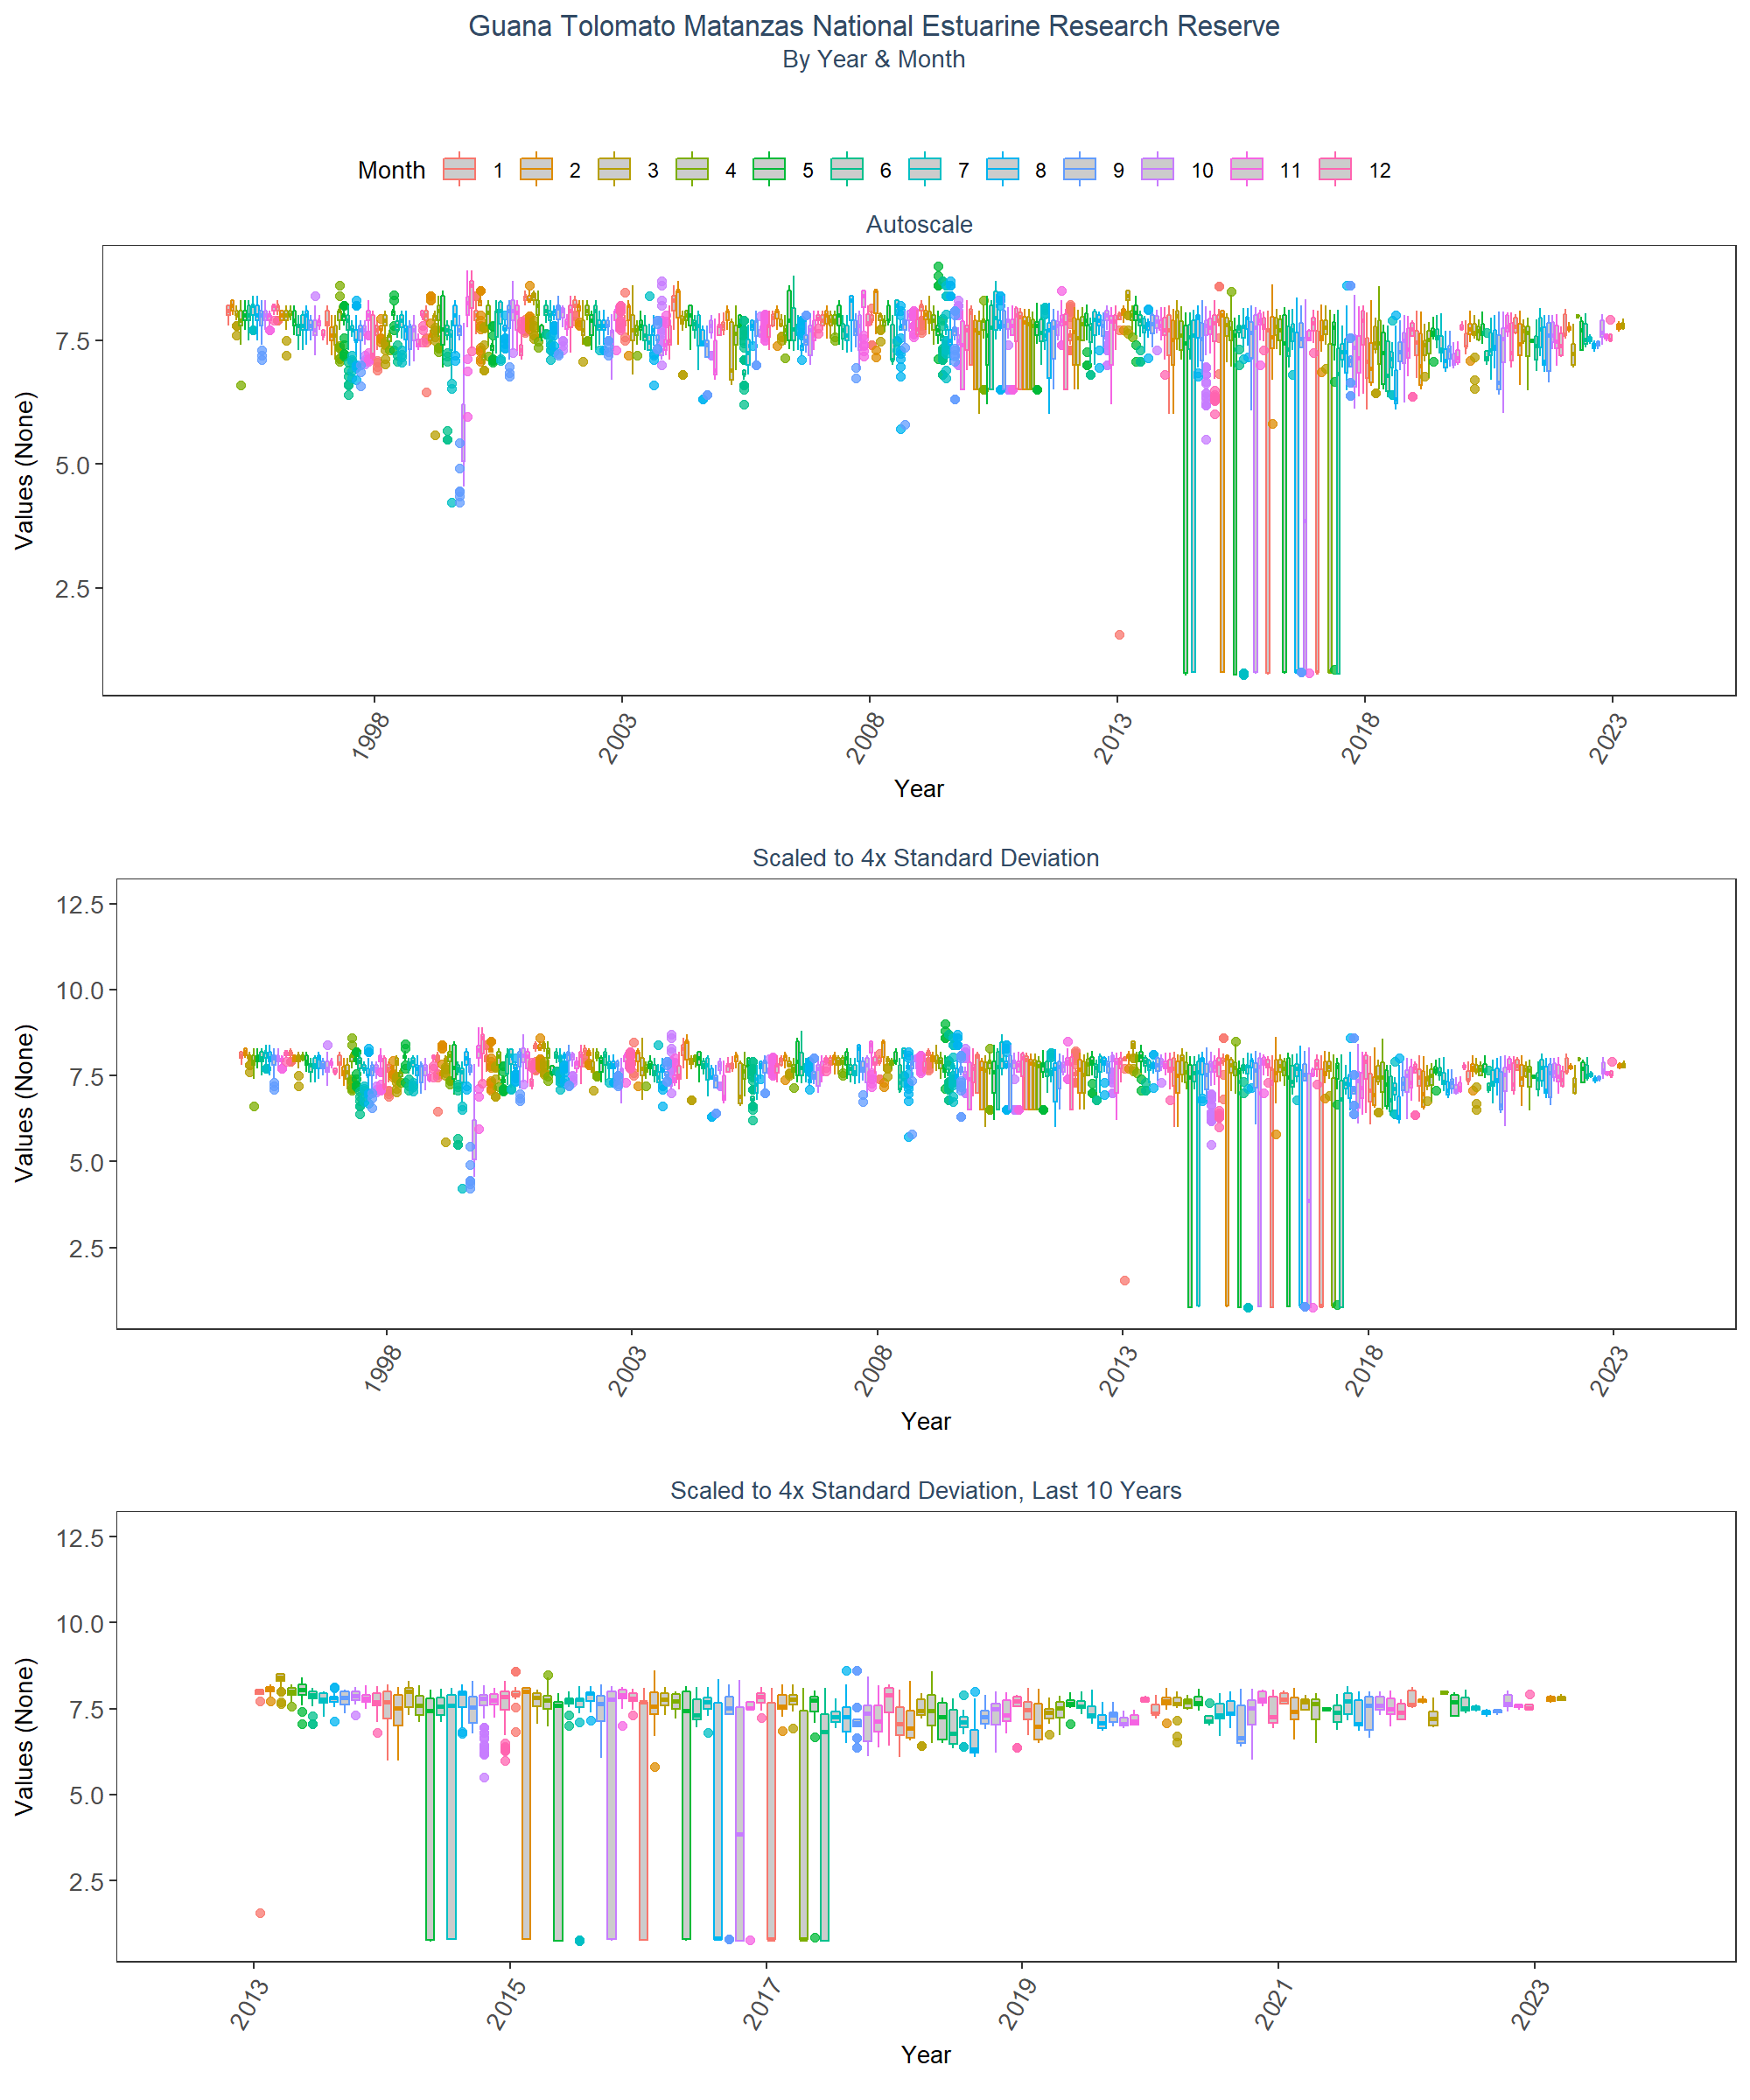 Guana Tolomato Matanzas National Estuarine Research Reserve
By Year & Month
Month 1 2 3 4 5 6 7 8 9 10 11 12
Autoscale
7.5
5.0
2.5
Values (None)
1998 2003 2008 2013 2018 2023
Year
Scaled to 4x Standard Deviation
12.5
10.0
7.5
5.0
2.5
Values (None)
1998 2003 2008 2013 2018 2023
Year
Scaled to 4x Standard Deviation, Last 10 Years
12.5
10.0
7.5
5.0
2.5
Values (None)
2013 2015 2017 2019 2021 2023
Year